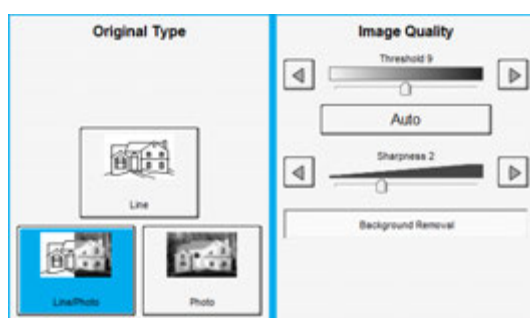 Original Type
Line
Line/Photo
Photo
Image Quality
Threshold 9
Auto
Sharpness 2
Background Removal